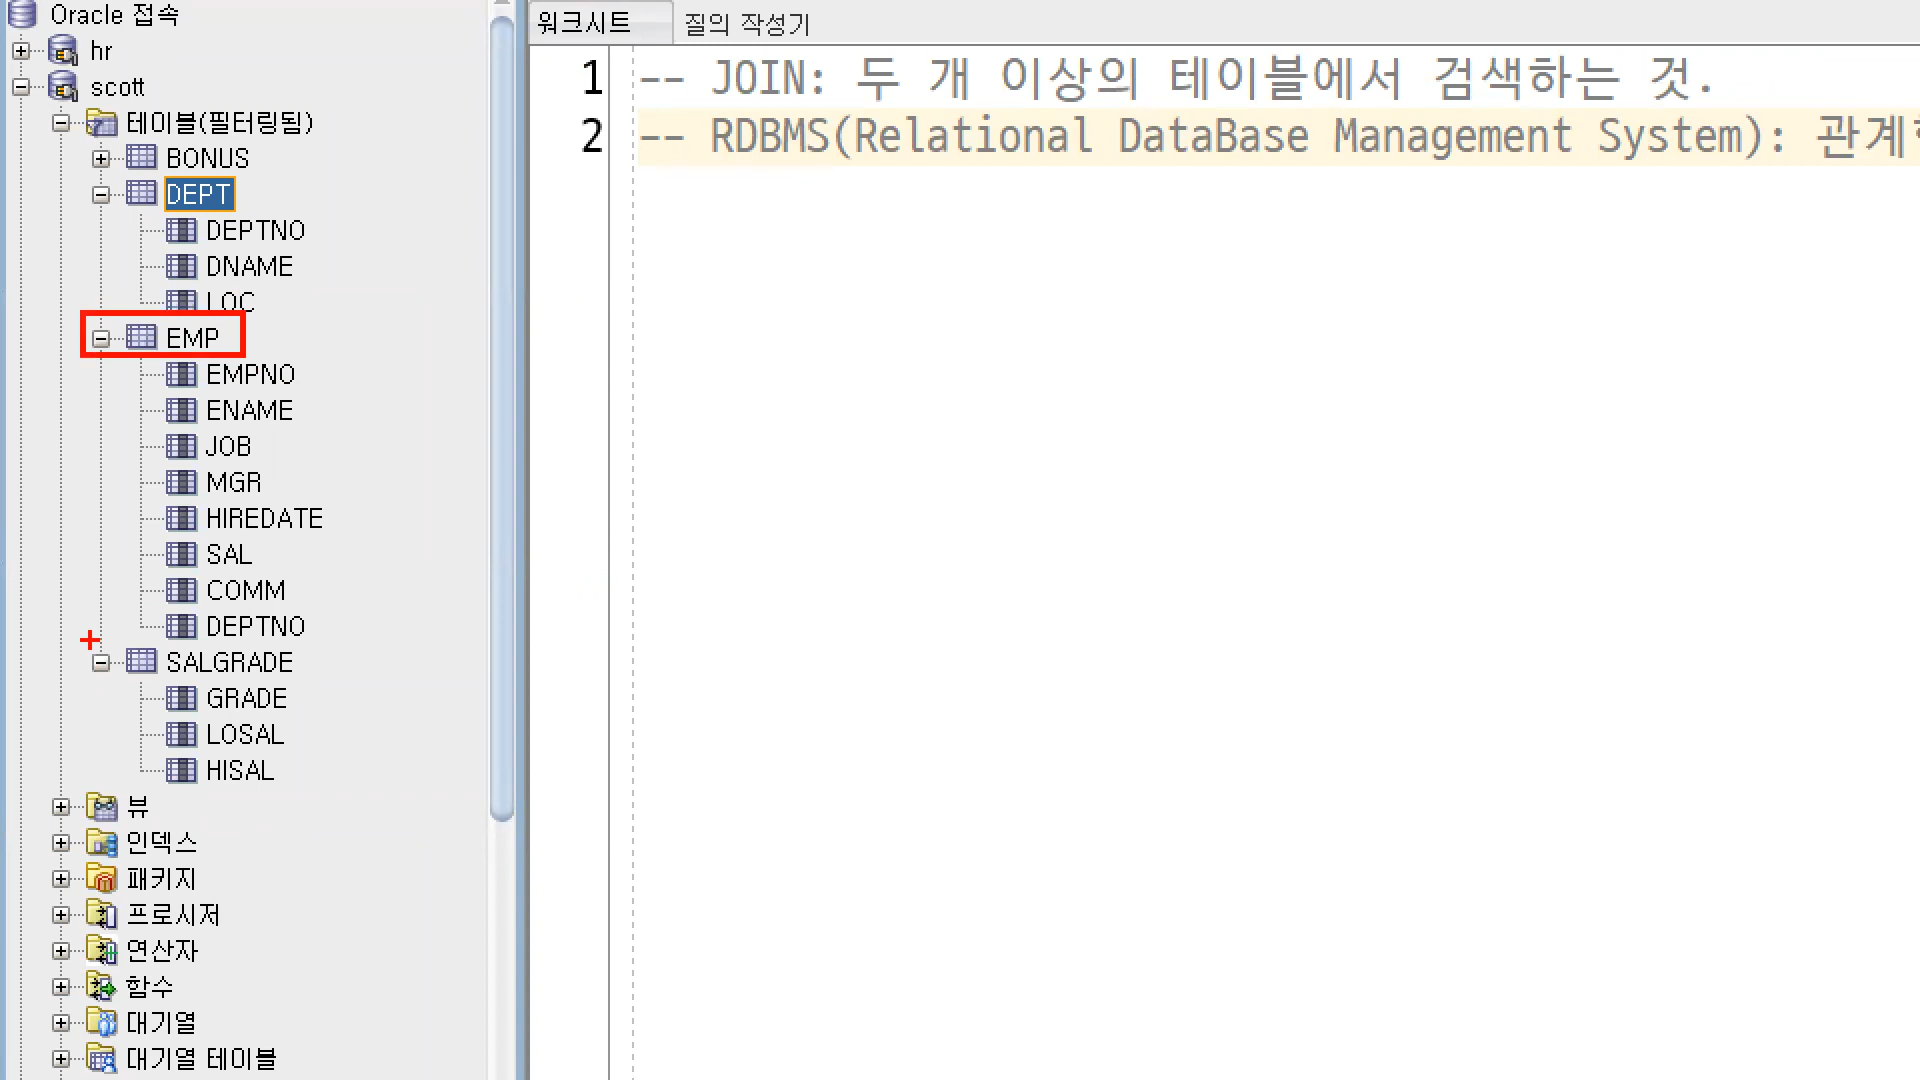 Oracle 접속
hr
scott
테이블(필터링됨)
BONUS
DEPT
DEPTNO
DNAME
LOC
EMP
EMPNO
ENAME
JOB
MGR
HIREDATE
SAL
COMM
DEPTNO
SALGRADE
GRADE
LOSAL
HISAL
뷰
인덱스
패키지
프로시저
연산자
함수
대기열
대기열 테이블
워크시트 질의 작성기
1 -- JOIN: 두 개 이상의 테이블에서 검색하는 것.
2 -- RDBMS(Relational DataBase Management System): 관계